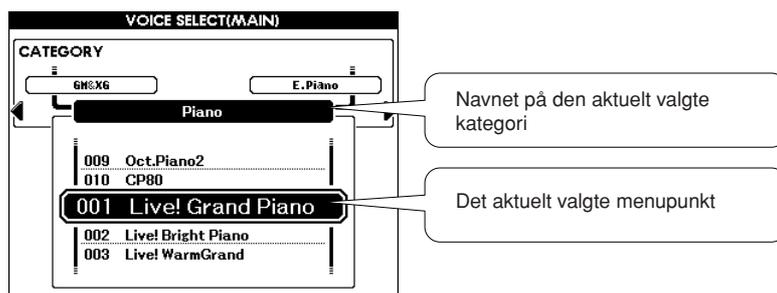 VOICE SELECT(MAIN)
CATEGORY
GM&XG
E.Piano
Piano
Navnet på den aktuelt valgte
kategori
009 Oct.Piano2
010 CP80
001 Live! Grand Piano
Det aktuelt valgte menupunkt
002 Live! Bright Piano
003 Live! WarmGrand